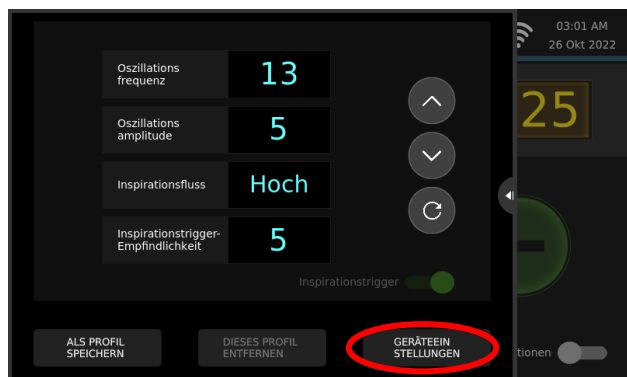 03:01 AM
26 Okt 2022
Oszillations
frequenz
13
25
Oszillations
amplitude
5
Inspirationsfluss
Hoch
Inspirationstrigger-
Empfindlichkeit
5
Inspirationstrigger
ALS PROFIL
SPEICHERN
DIESES PROFIL
ENTFERNEN
GERÄTEEIN
STELLUNGEN
tionen